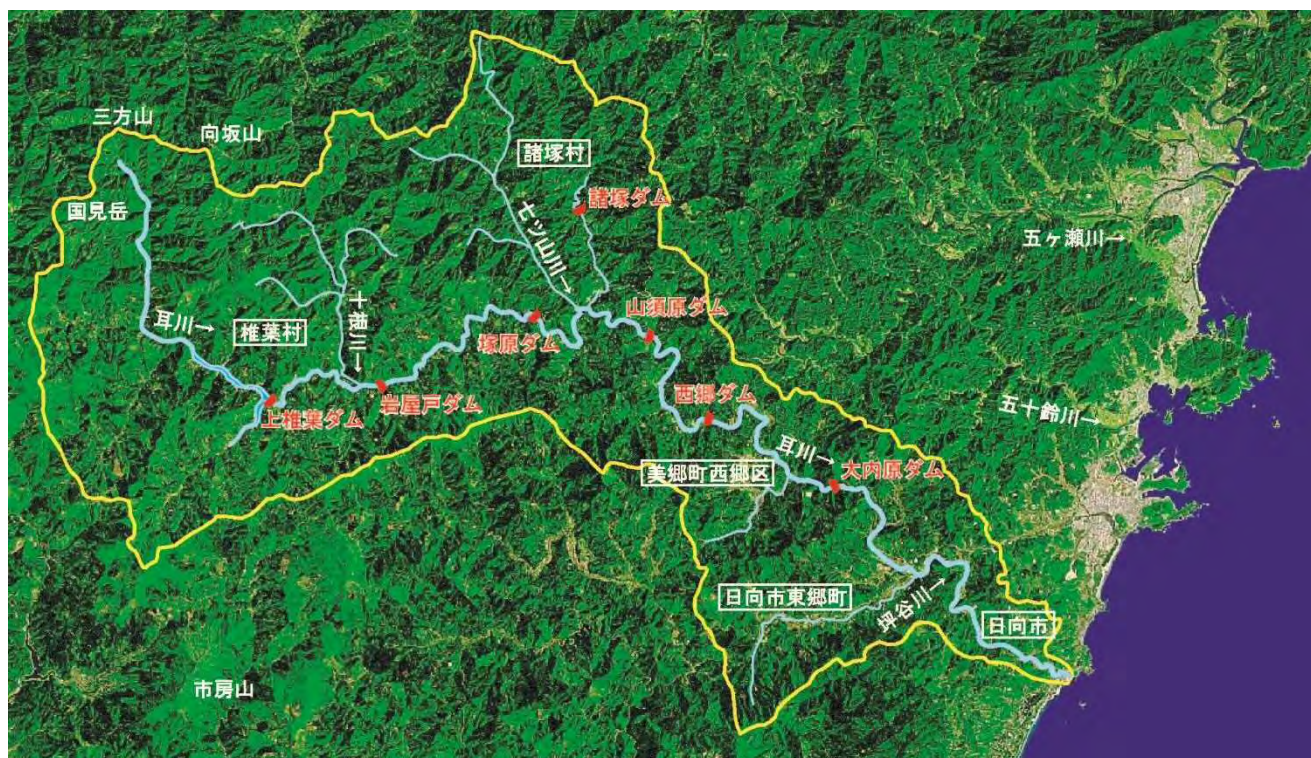 三方山
向坂山
諸塚村
国見岳
諸塚ダム
五ヶ瀬川→
七ツ山川→
耳川→
椎葉村
十根川→
山須原ダム
塚原ダム
岩屋戸ダム
上椎葉ダム
西郷ダム
五十鈴川→
耳川→
大内原ダム
美郷町西郷区
日向市東郷町
坪谷川→
日向市
市房山